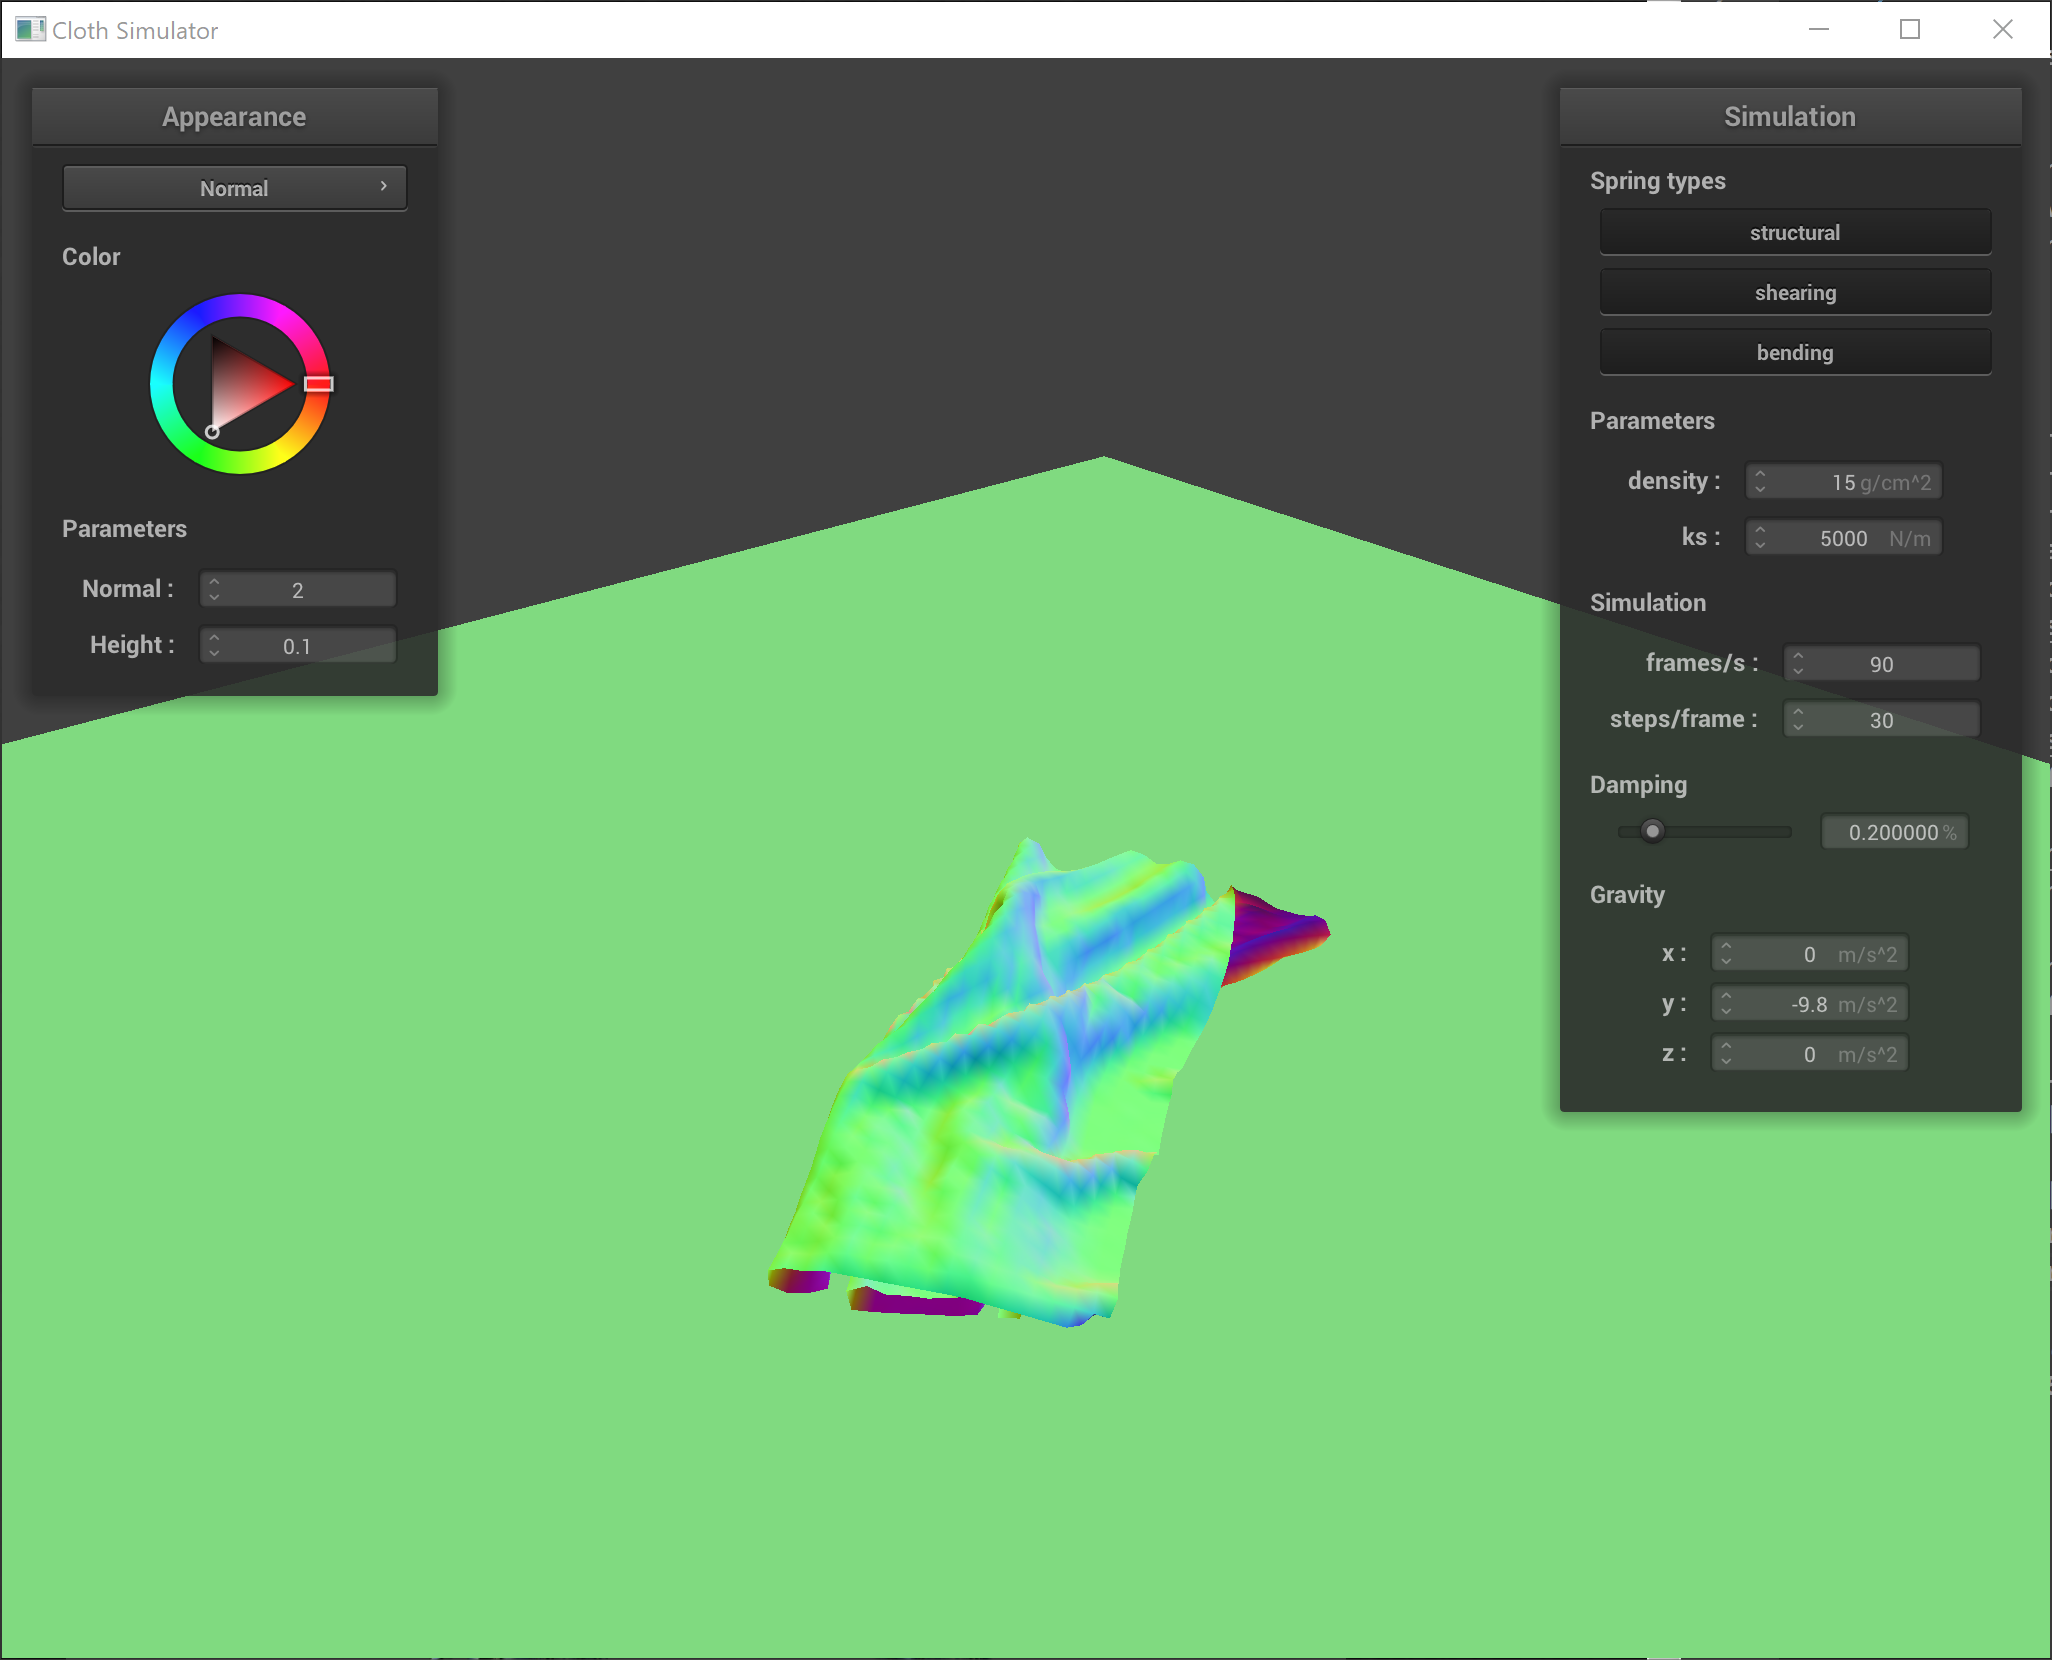 Cloth Simulator
Appearance
Normal
Color
Parameters
Normal : 2
Height : 0.1
Simulation
Spring types
structural
shearing
bending
Parameters
density : 15 g/cm^2
ks : 5000 N/m
Simulation
frames/s : 90
steps/frame : 30
Damping
0.200000 %
Gravity
x : 0 m/s^2
y : -9.8 m/s^2
z : 0 m/s^2